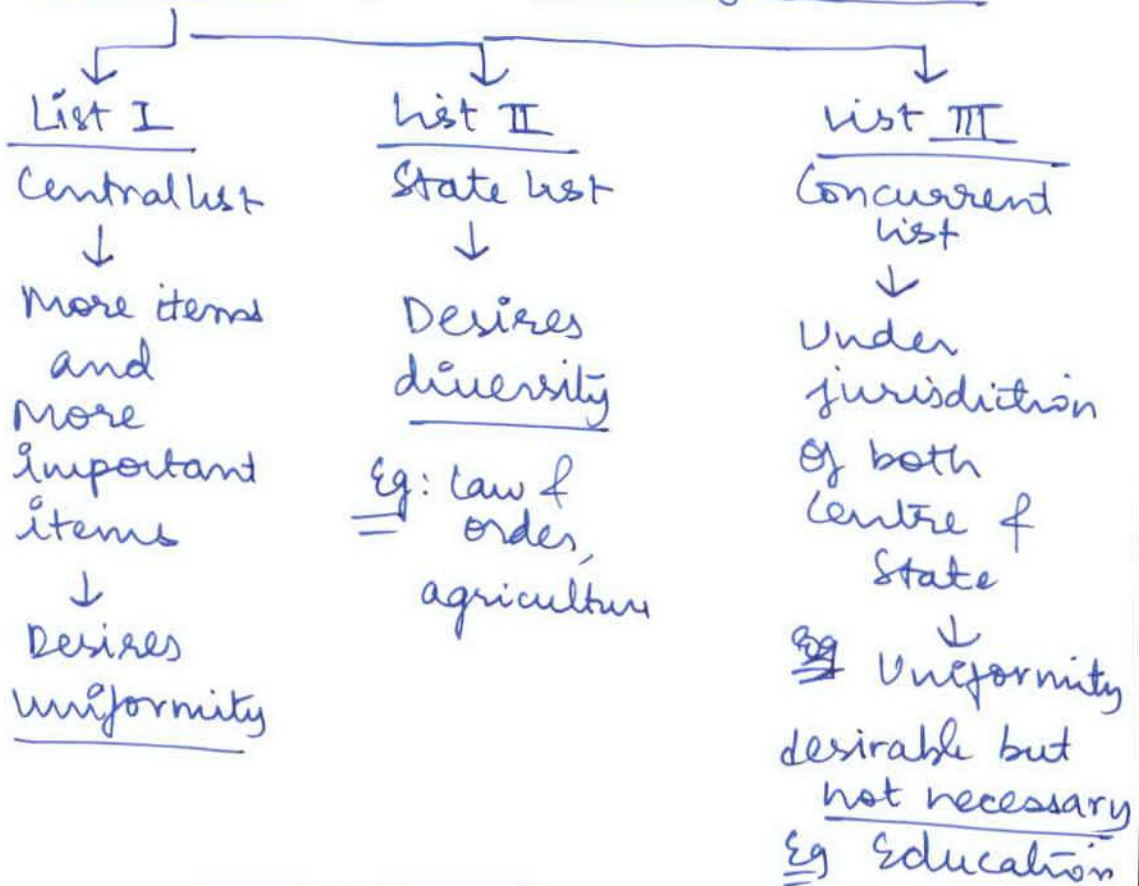 List I
Central list
More items
and
More
important
items
Desires
uniformity
List II
State list
Desires
diversity
Eg: Law &
order,
agriculture
List III
Concurrent
list
Under
jurisdiction
of both
Centre &
State
Eg Uniformity
desirable but
not necessary
Eg Education